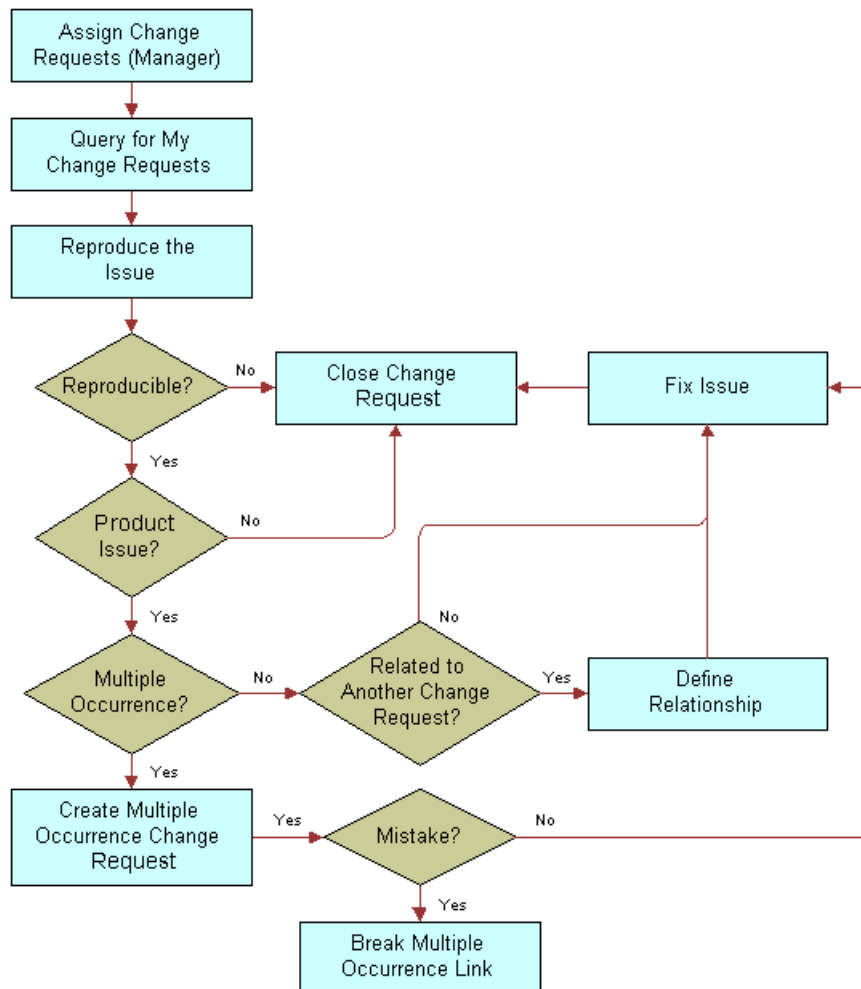 Assign Change
Requests (Manager)
Query for My
Change Requests
Reproduce the
Issue
Reproducible?
No
Close Change
Request
Fix Issue
Yes
Product
Issue?
No
Yes
No
Multiple
Occurrence?
No
Related to
Another Change
Request?
Yes
Define
Relationship
Yes
Create Multiple
Occurrence Change
Request
Yes
Mistake?
No
Yes
Break Multiple
Occurrence Link